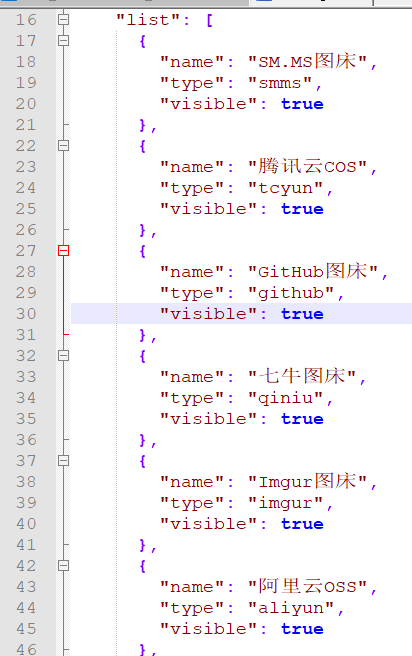 16 "list": [
17 {
18 "name": "SM.MS图床",
19 "type": "smms",
20 "visible": true
21 },
22 {
23 "name": "腾讯云COS",
24 "type": "tcyun",
25 "visible": true
26 },
27 {
28 "name": "GitHub图床",
29 "type": "github",
30 "visible": true
31 },
32 {
33 "name": "七牛图床",
34 "type": "qiniu",
35 "visible": true
36 },
37 {
38 "name": "Imgur图床",
39 "type": "imgur",
40 "visible": true
41 },
42 {
43 "name": "阿里云OSS",
44 "type": "aliyun",
45 "visible": true
46 },